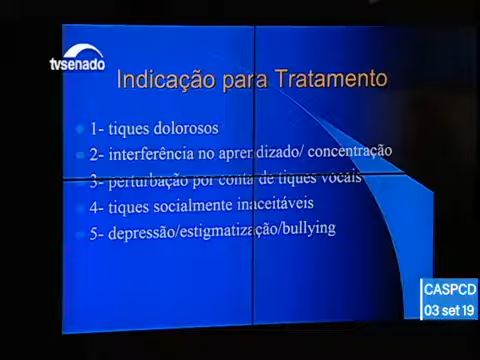 tvsenado
Indicação para Tratamento
1- tiques dolorosos
2- interferência no aprendizado/ concentração
3- perturbação por conta de tiques vocais
4- tiques socialmente inaceitáveis
5- depressão/estigmatização/bullying
CASPCD
03 set 19